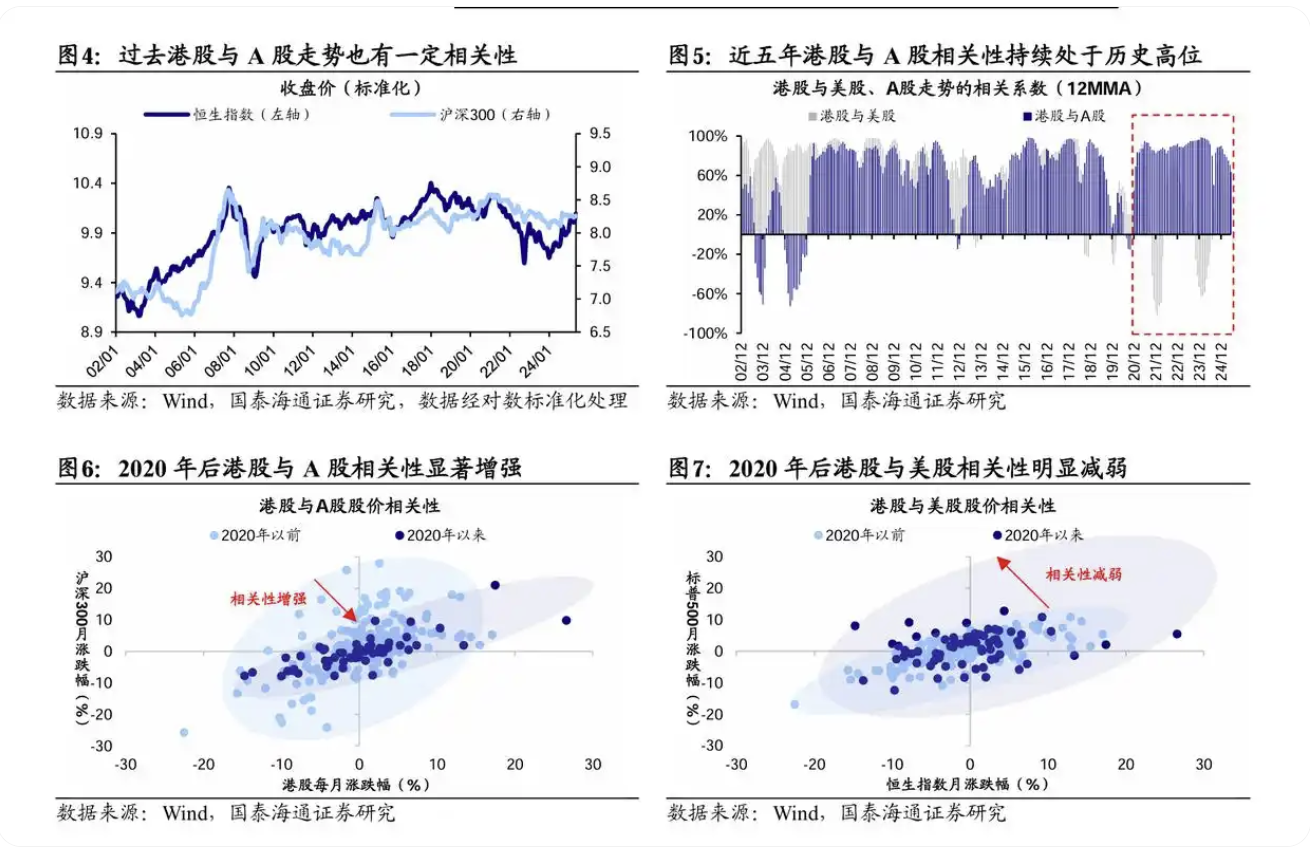 图4：过去港股与 A 股走势也有一定相关性
收盘价（标准化）
恒生指数（左轴） 沪深300（右轴）
10.9
10.4
9.9
9.4
8.9
9.5
9.0
8.5
8.0
7.5
7.0
6.5
02/01 04/01 06/01 08/01 10/01 12/01 14/01 16/01 18/01 20/01 22/01 24/01
数据来源：Wind，国泰海通证券研究，数据经对数标准化处理
图5：近五年港股与 A 股相关性持续处于历史高位
港股与美股、A股走势的相关系数（12MMA）
港股与美股 港股与A股
100%
60%
20%
-20%
-60%
-100%
02/12 03/12 04/12 05/12 06/12 07/12 08/12 09/12 10/12 11/12 12/12 13/12 14/12 15/12 16/12 17/12 18/12 19/12 20/12 21/12 22/12 23/12 24/12
数据来源：Wind，国泰海通证券研究
图6：2020 年后港股与 A 股相关性显著增强
港股与A股股价相关性
2020年以前 2020年以来
沪深300月涨跌幅（%）
30
20
10
0
-10
-20
-30
相关性增强
-30 -20 -10 0 10 20 30
港股每月涨跌幅（%）
数据来源：Wind，国泰海通证券研究
图7：2020 年后港股与美股相关性明显减弱
港股与美股股价相关性
2020年以前 2020年以来
标普500月涨跌幅（%）
30
20
10
0
-10
-20
-30
相关性减弱
-30 -20 -10 0 10 20 30
恒生指数月涨跌幅（%）
数据来源：Wind，国泰海通证券研究